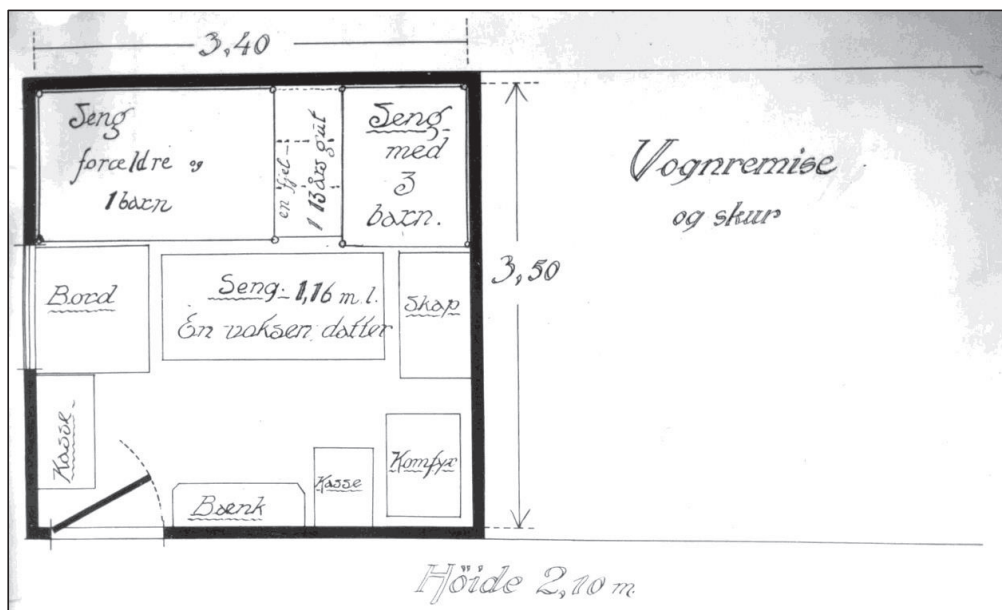 3,40
Seng
forældre og
1 barn
en fjel
1 13 års gut
Seng
med
3
barn.
Vognremise
og skur
3,50
Bord
Seng. 1,16 m. l.
En voksen datter
Skap
Kasse
Kasse
Komfyr
Bænk
Höide 2,10 m.